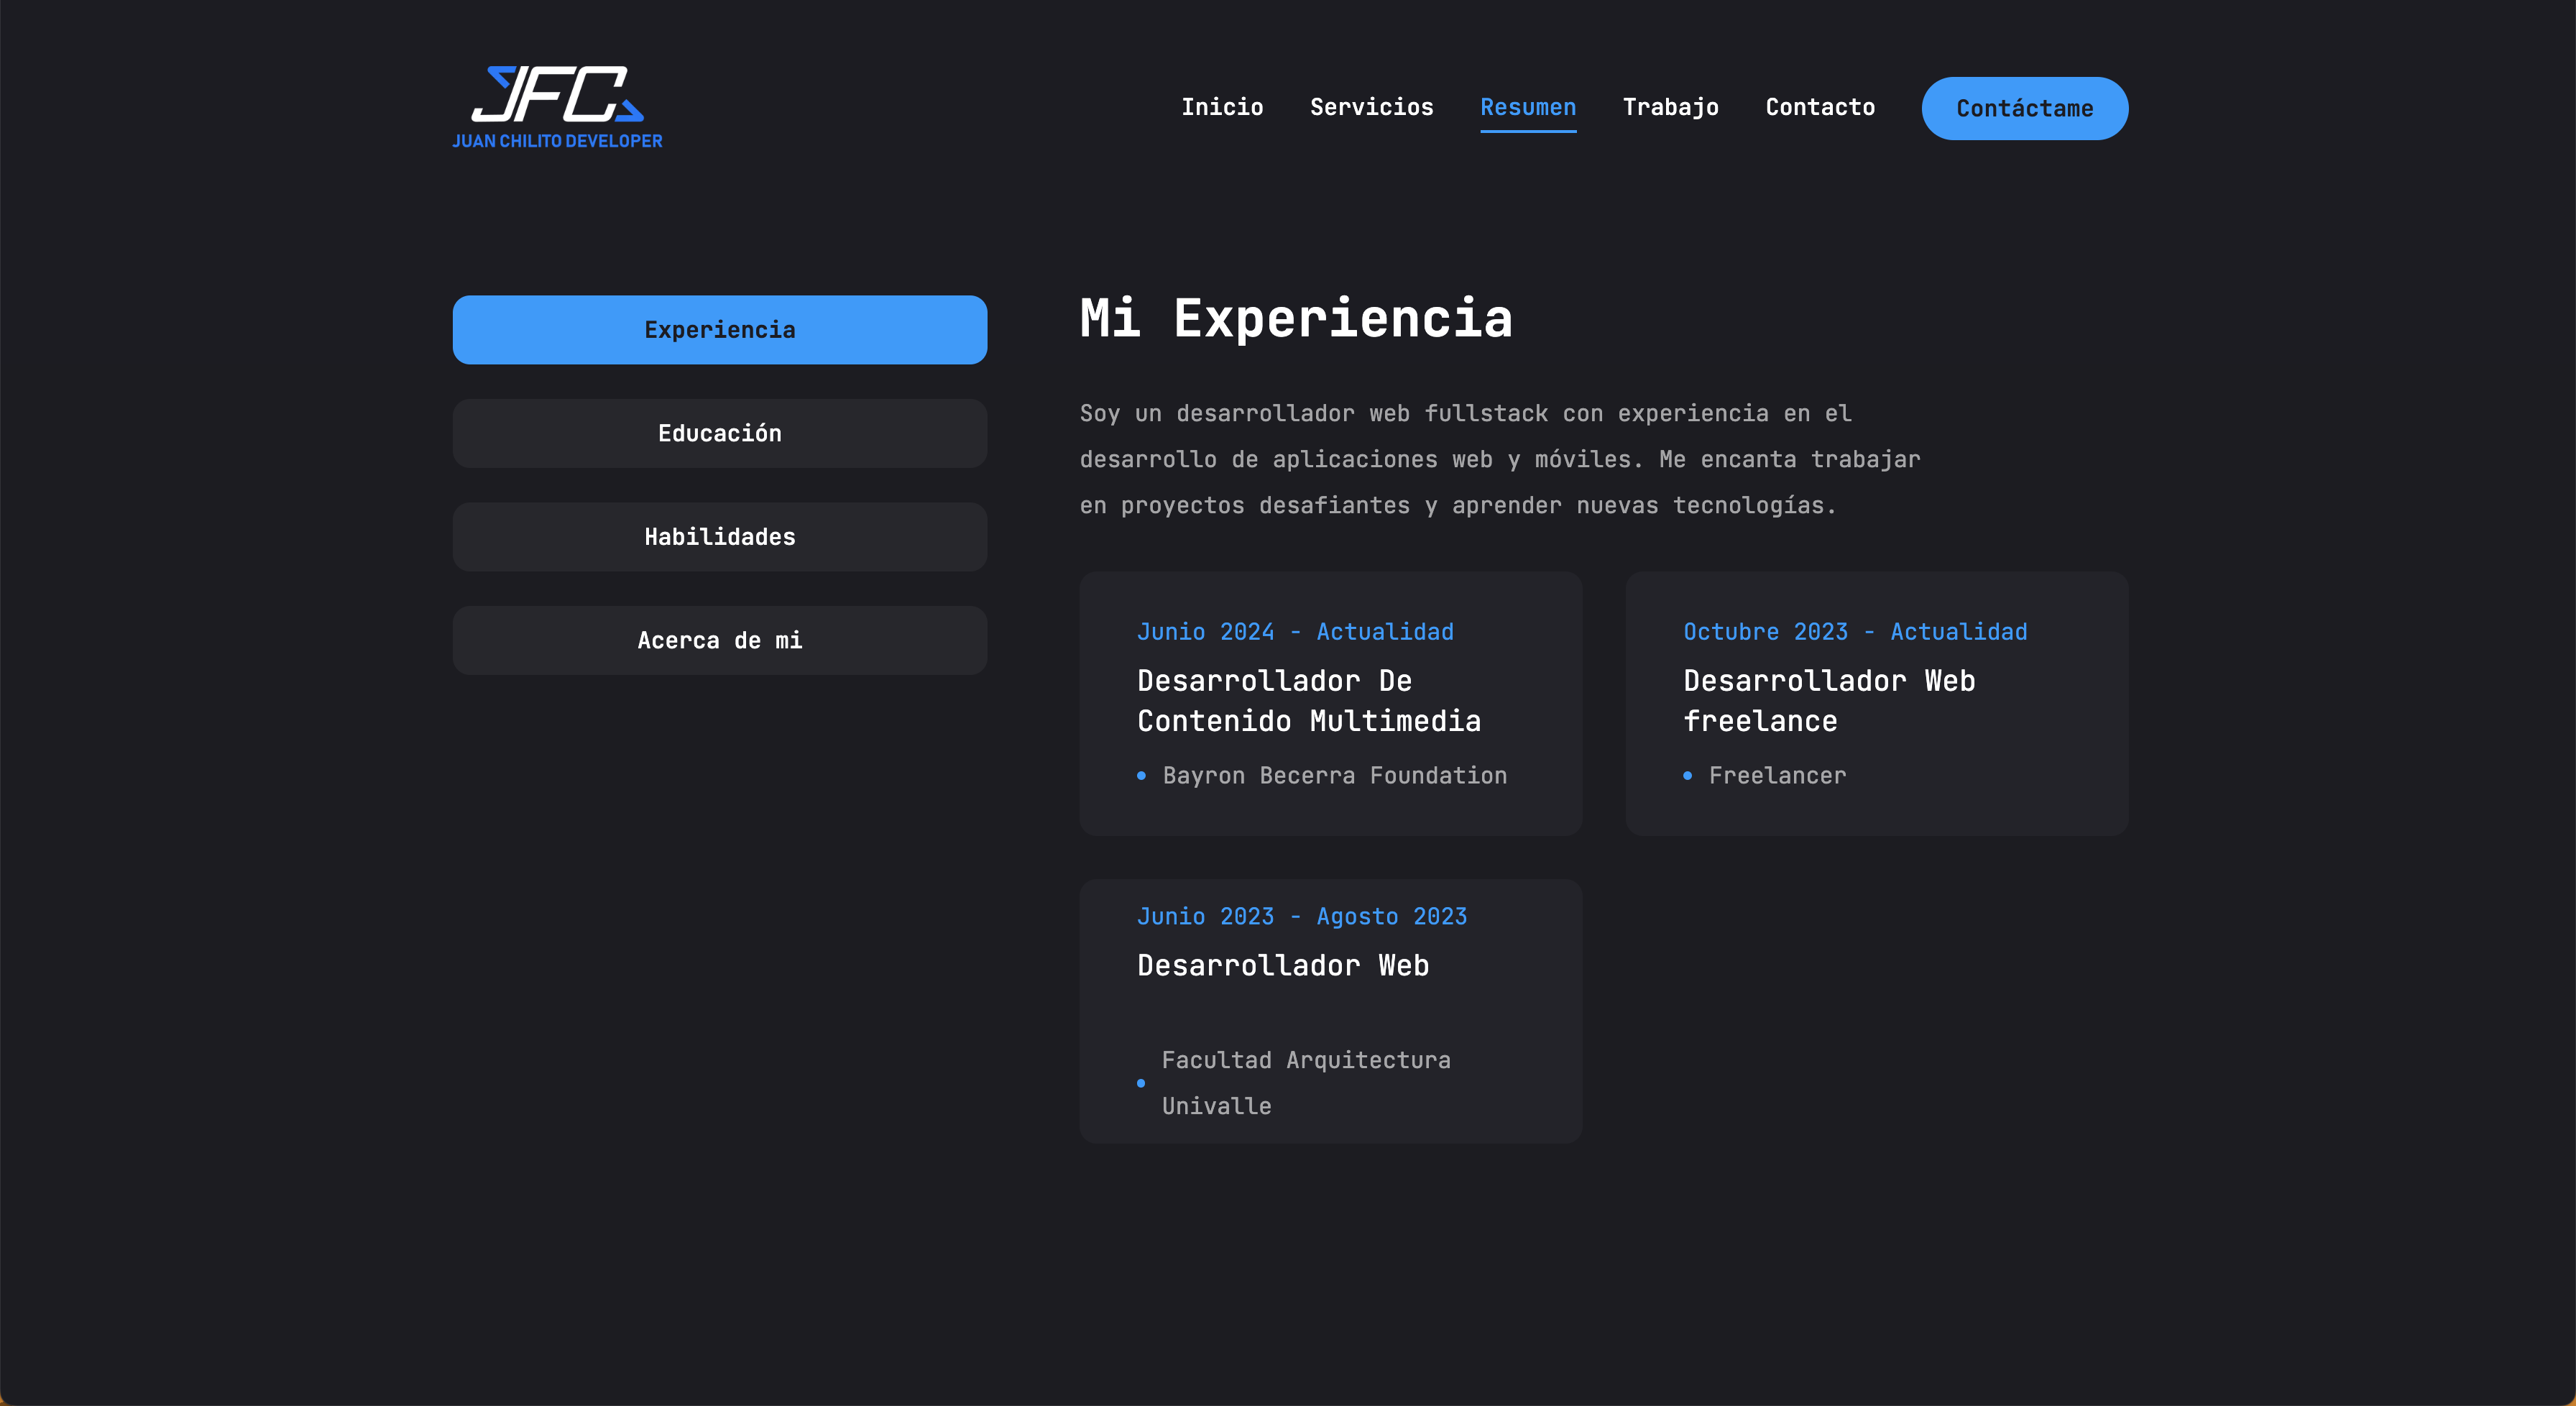 JFC
JUAN CHILITO DEVELOPER
Inicio Servicios Resumen Trabajo Contacto Contáctame
Experiencia
Educación
Habilidades
Acerca de mi
Mi Experiencia
Soy un desarrollador web fullstack con experiencia en el
desarrollo de aplicaciones web y móviles. Me encanta trabajar
en proyectos desafiantes y aprender nuevas tecnologías.
Junio 2024 - Actualidad
Desarrollador De
Contenido Multimedia
Bayron Becerra Foundation
Octubre 2023 - Actualidad
Desarrollador Web
freelance
Freelancer
Junio 2023 - Agosto 2023
Desarrollador Web
Facultad Arquitectura
Univalle